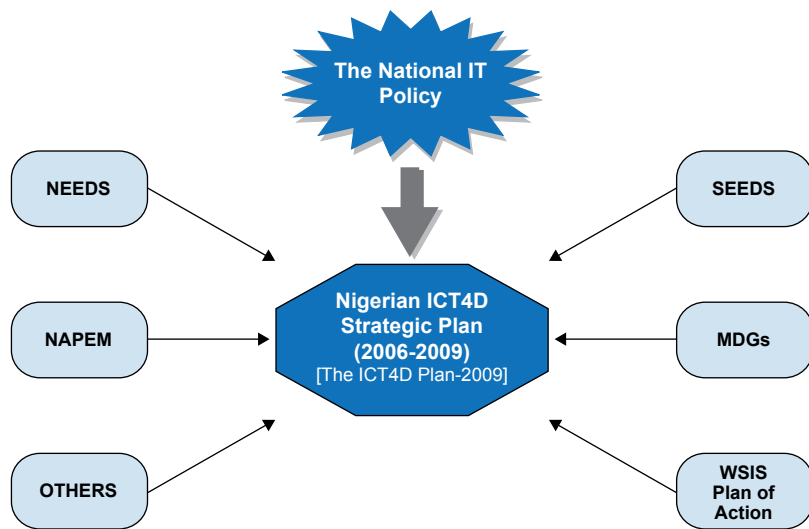 The National IT
Policy
NEEDS
SEEDS
Nigerian ICT4D
Strategic Plan
(2006-2009)
[The ICT4D Plan-2009]
NAPEM
MDGs
OTHERS
WSIS
Plan of
Action